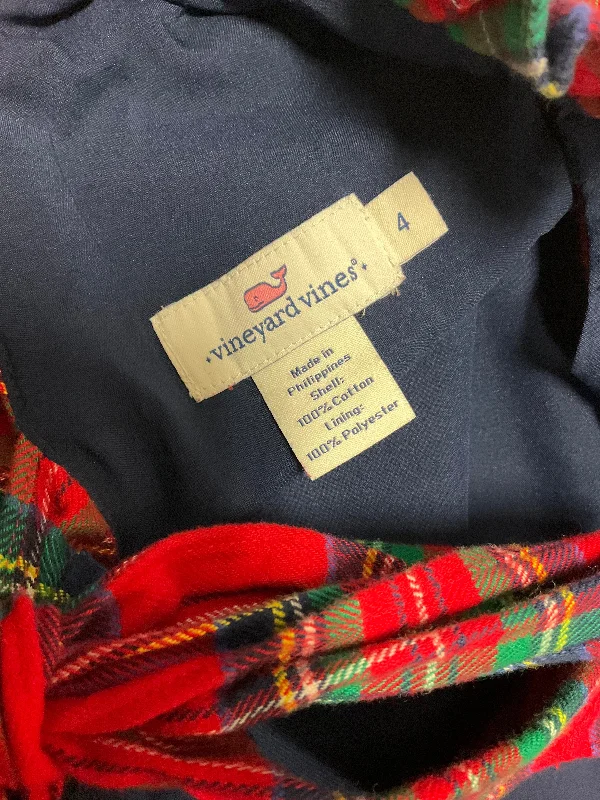 4
·vineyard vines®·
Made in
Philippines
Shell:
100% Cotton
Lining:
100% Polyester